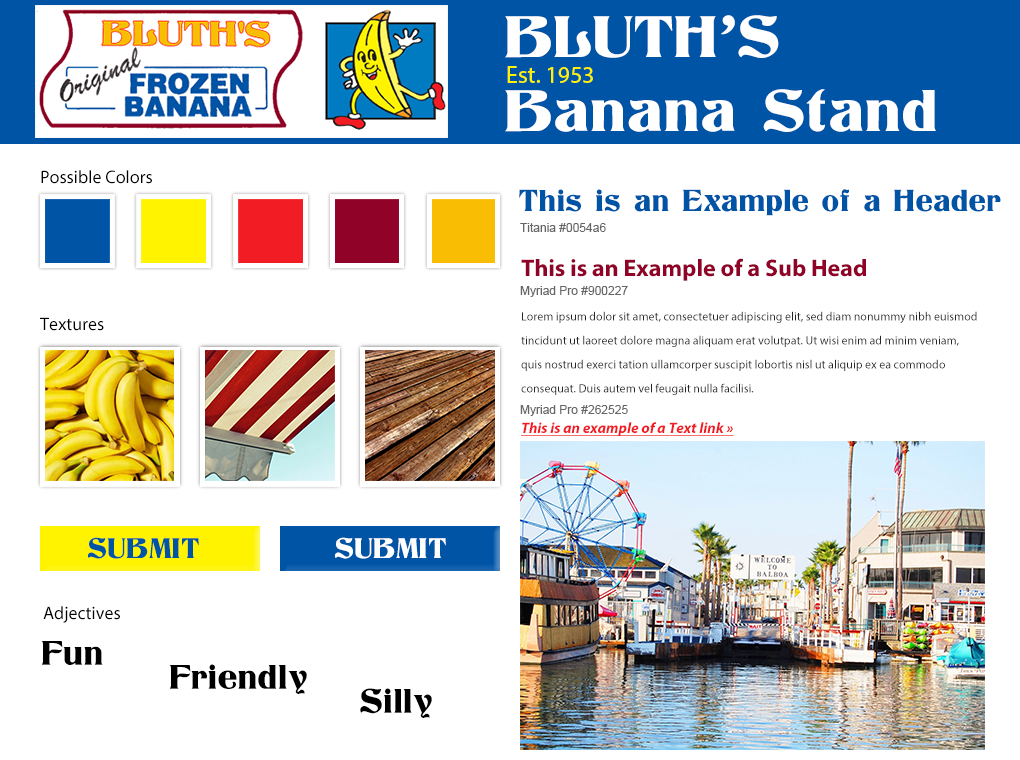 BLUTH'S
Original
FROZEN
BANANA
BLUTH'S
Est. 1953
Banana Stand
Possible Colors
Textures
SUBMIT
SUBMIT
Adjectives
Fun
Friendly
Silly
This is an Example of a Header
Titania #0054a6
This is an Example of a Sub Head
Myriad Pro #900227
Lorem ipsum dolor sit amet, consectetuer adipiscing elit, sed diam nonummy nibh euismod
tincidunt ut laoreet dolore magna aliquam erat volutpat. Ut wisi enim ad minim veniam,
quis nostrud exerci tation ullamcorper suscipit lobortis nisl ut aliquip ex ea commodo
consequat. Duis autem vel feugait nulla facilisi.
Myriad Pro #262525
This is an example of a Text link »
WELCOME
TO
BALBOA
WAIT